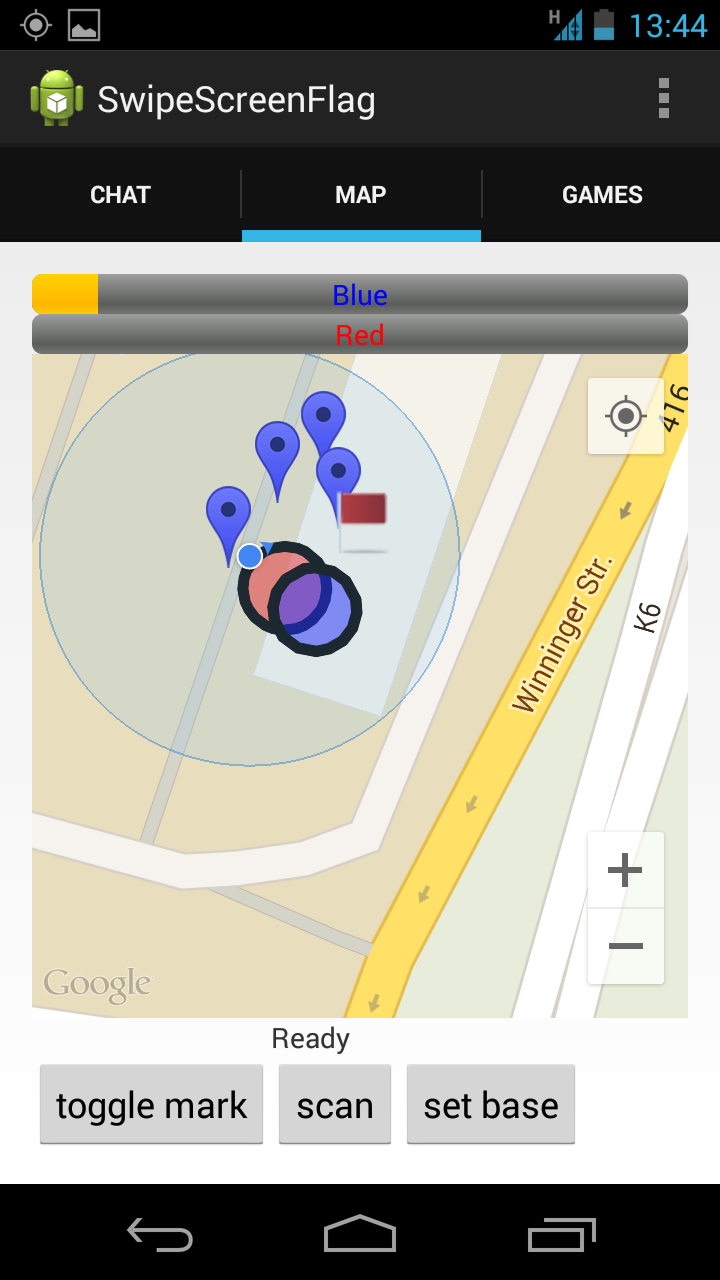 H
13:44
SwipeScreenFlag
CHAT
MAP
GAMES
Blue
Red
416
Winninger Str.
K6
Google
Ready
toggle mark
scan
set base